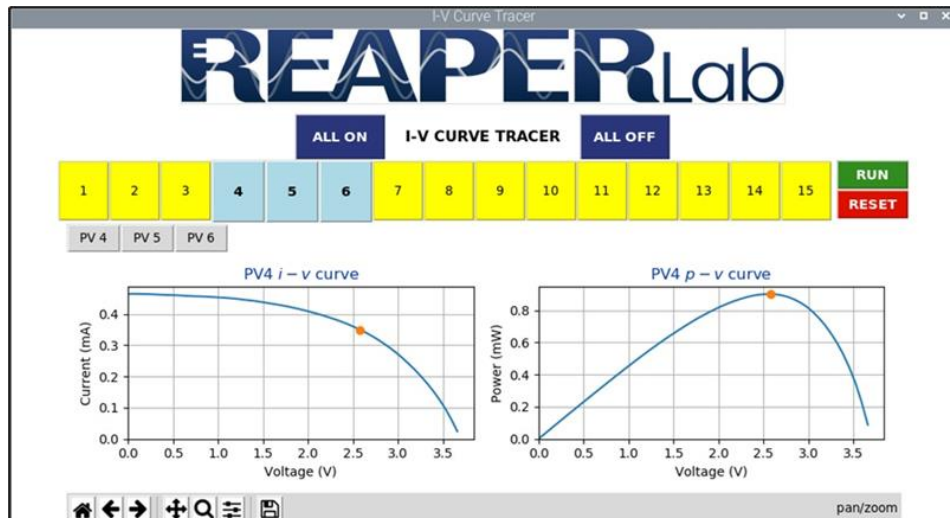 I-V Curve Tracer
REAPER Lab
ALL ON I-V CURVE TRACER ALL OFF
1 2 3 4 5 6 7 8 9 10 11 12 13 14 15
RUN
RESET
PV 4 PV 5 PV 6
PV4 i − v curve
Current (mA)
0.4
0.3
0.2
0.1
0.0
0.0 0.5 1.0 1.5 2.0 2.5 3.0 3.5
Voltage (V)
PV4 p − v curve
Power (mW)
0.8
0.6
0.4
0.2
0.0
0.0 0.5 1.0 1.5 2.0 2.5 3.0 3.5
Voltage (V)
pan/zoom